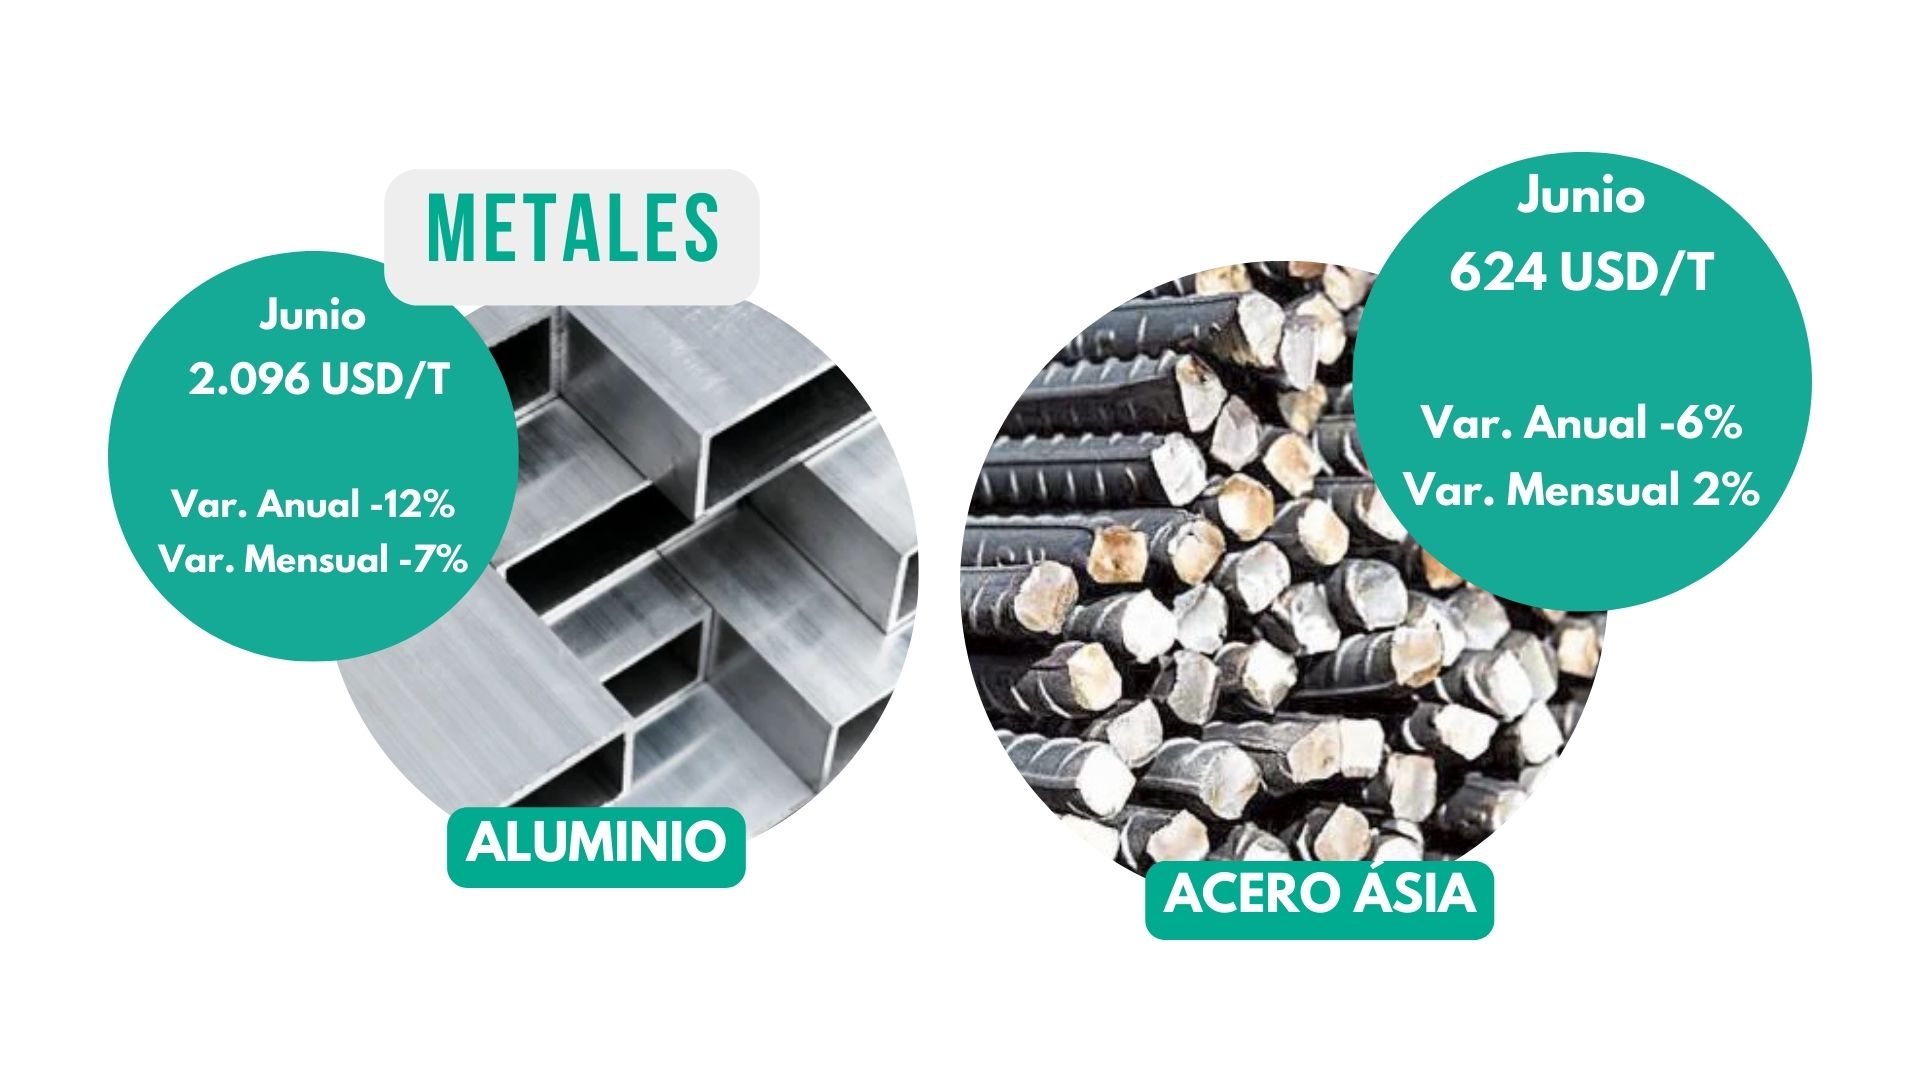 METALES
Junio
2.096 USD/T
Var. Anual -12%
Var. Mensual -7%
ALUMINIO
Junio
624 USD/T
Var. Anual -6%
Var. Mensual 2%
ACERO ÁSIA